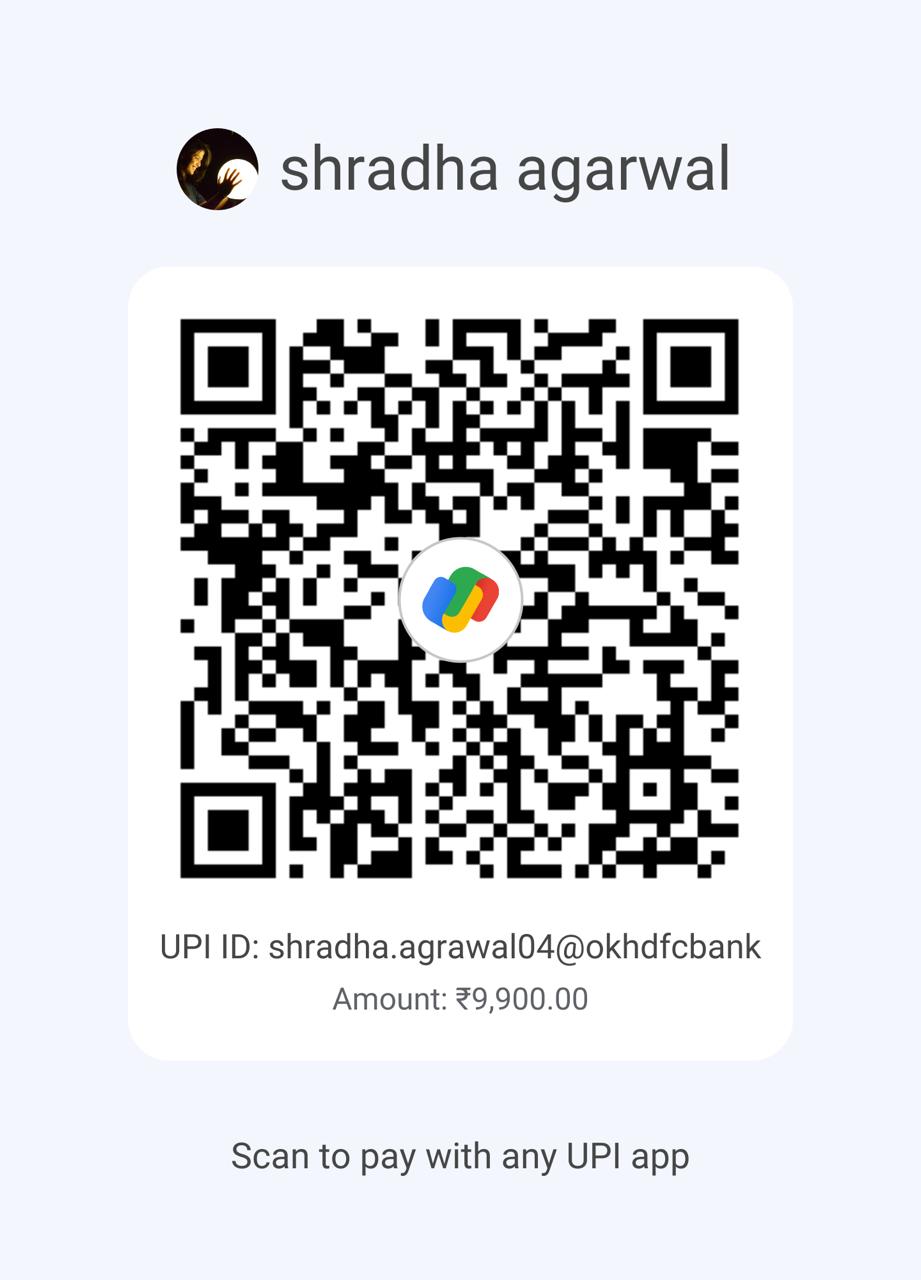 shradha agarwal
UPI ID: shradha.agrawal04@okhdfcbank
Amount: ₹9,900.00
Scan to pay with any UPI app